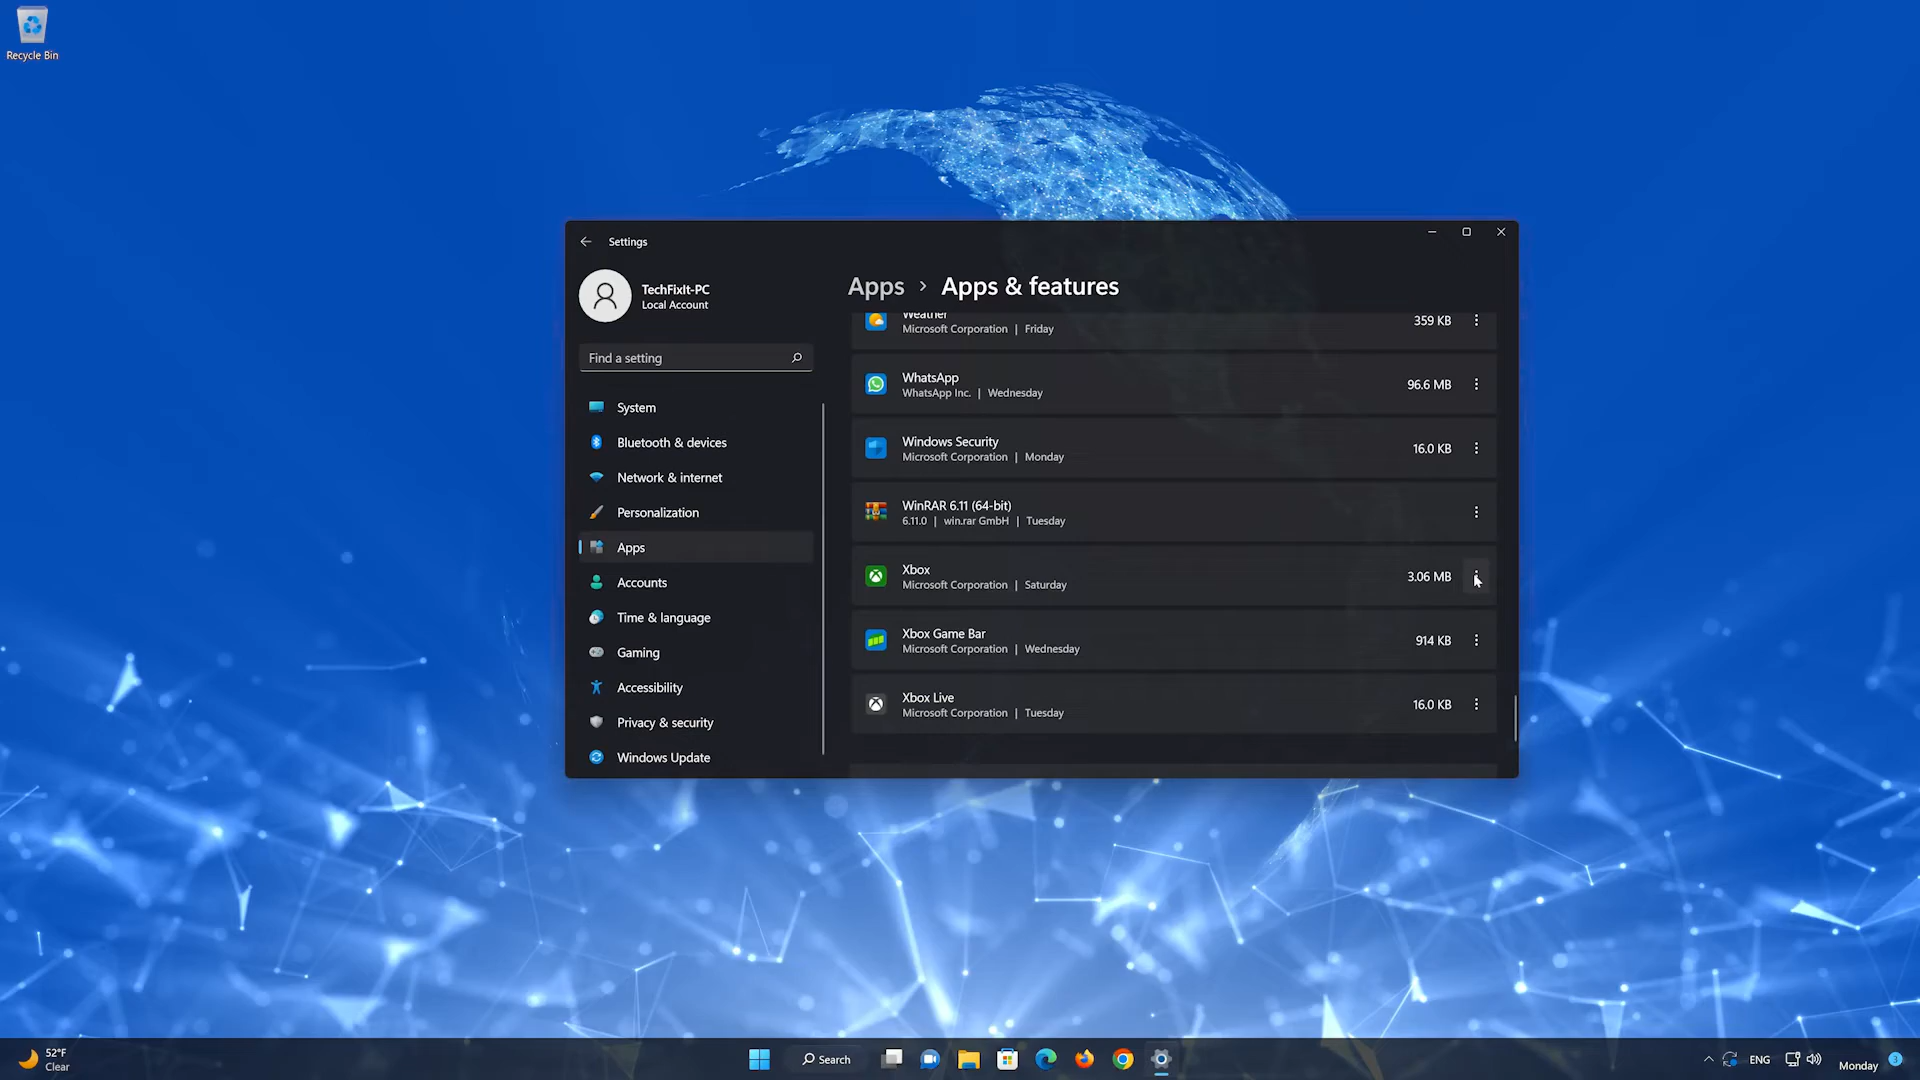 Recycle Bin
Settings
TechFixIt-PC
Local Account
Find a setting
System
Bluetooth & devices
Network & internet
Personalization
Apps
Accounts
Time & language
Gaming
Accessibility
Privacy & security
Windows Update
Apps › Apps & features
Weather
Microsoft Corporation | Friday
359 KB
WhatsApp
WhatsApp Inc. | Wednesday
96.6 MB
Windows Security
Microsoft Corporation | Monday
16.0 KB
WinRAR 6.11 (64-bit)
6.11.0 | win.rar GmbH | Tuesday
Xbox
Microsoft Corporation | Saturday
3.06 MB
Xbox Game Bar
Microsoft Corporation | Wednesday
914 KB
Xbox Live
Microsoft Corporation | Tuesday
16.0 KB
52°F
Clear
Search
ENG
Monday
3